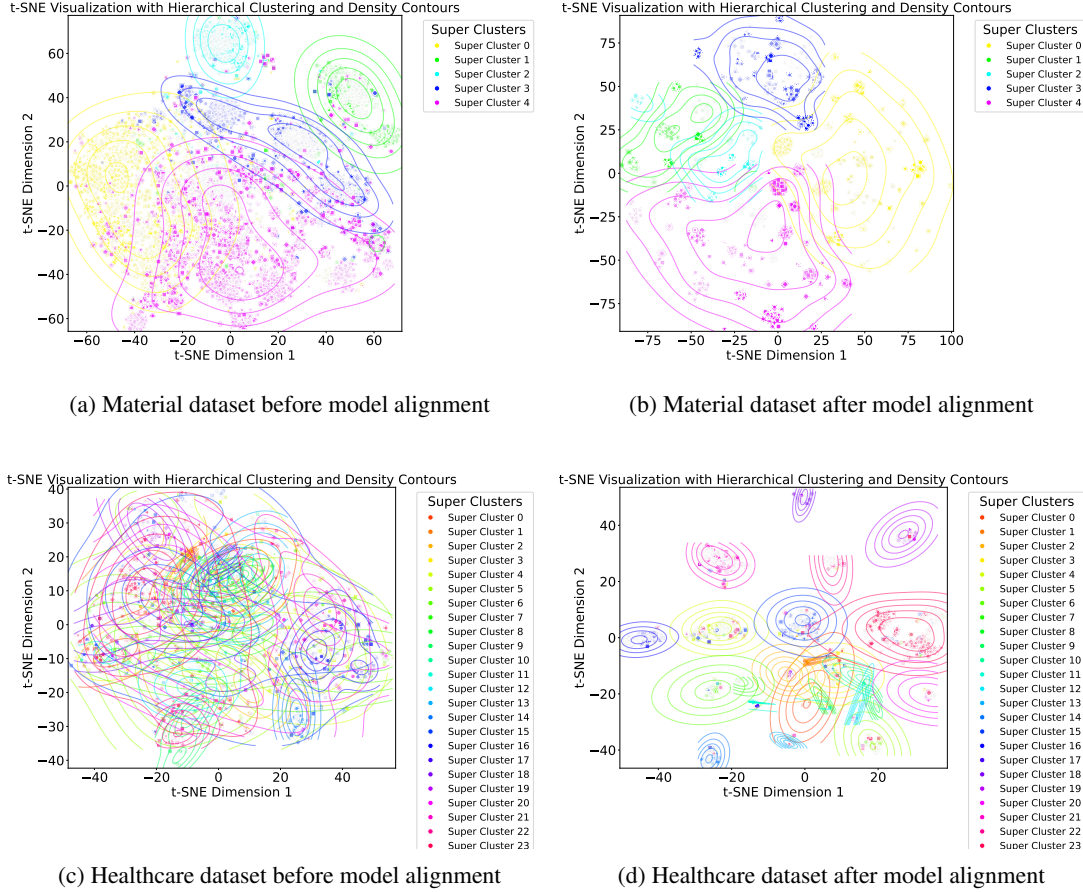 t-SNE Visualization with Hierarchical Clustering and Density Contours
t-SNE Dimension 2
60
40
20
0
−20
−40
−60
−60
−40
−20
0
20
40
60
t-SNE Dimension 1
Super Clusters
Super Cluster 0
Super Cluster 1
Super Cluster 2
Super Cluster 3
Super Cluster 4
(a) Material dataset before model alignment
t-SNE Visualization with Hierarchical Clustering and Density Contours
t-SNE Dimension 2
75
50
25
0
−25
−50
−75
−75
−50
−25
0
25
50
75
100
t-SNE Dimension 1
Super Clusters
Super Cluster 0
Super Cluster 1
Super Cluster 2
Super Cluster 3
Super Cluster 4
(b) Material dataset after model alignment
t-SNE Visualization with Hierarchical Clustering and Density Contours
t-SNE Dimension 2
40
30
20
10
0
−10
−20
−30
−40
−40
−20
0
20
40
t-SNE Dimension 1
Super Clusters
Super Cluster 0
Super Cluster 1
Super Cluster 2
Super Cluster 3
Super Cluster 4
Super Cluster 5
Super Cluster 6
Super Cluster 7
Super Cluster 8
Super Cluster 9
Super Cluster 10
Super Cluster 11
Super Cluster 12
Super Cluster 13
Super Cluster 14
Super Cluster 15
Super Cluster 16
Super Cluster 17
Super Cluster 18
Super Cluster 19
Super Cluster 20
Super Cluster 21
Super Cluster 22
Super Cluster 23
(c) Healthcare dataset before model alignment
t-SNE Visualization with Hierarchical Clustering and Density Contours
t-SNE Dimension 2
40
20
0
−20
−40
−40
−20
0
20
t-SNE Dimension 1
Super Clusters
Super Cluster 0
Super Cluster 1
Super Cluster 2
Super Cluster 3
Super Cluster 4
Super Cluster 5
Super Cluster 6
Super Cluster 7
Super Cluster 8
Super Cluster 9
Super Cluster 10
Super Cluster 11
Super Cluster 12
Super Cluster 13
Super Cluster 14
Super Cluster 15
Super Cluster 16
Super Cluster 17
Super Cluster 18
Super Cluster 19
Super Cluster 20
Super Cluster 21
Super Cluster 22
Super Cluster 23
(d) Healthcare dataset after model alignment